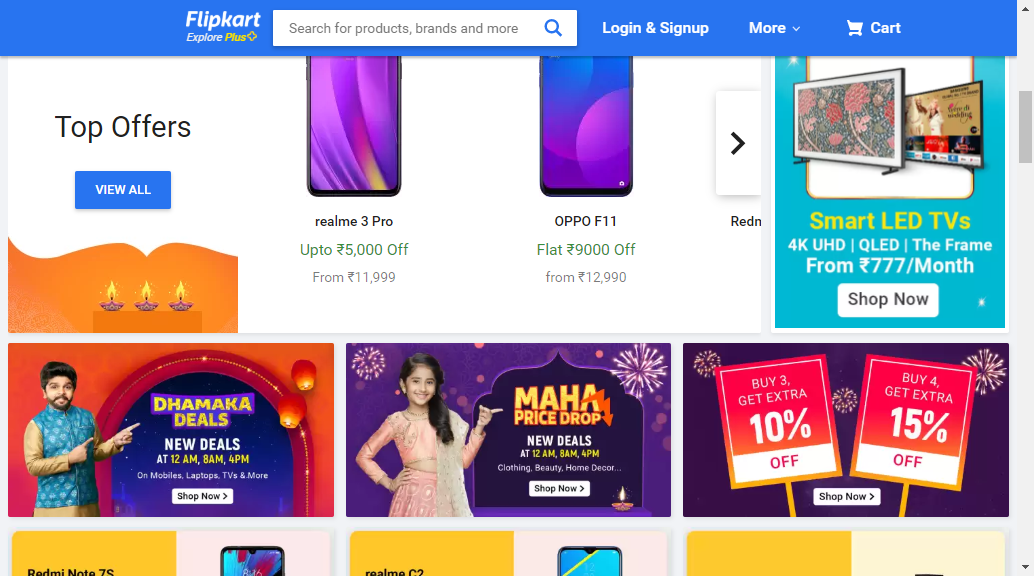 Flipkart
Explore Plus
Search for products, brands and more
Login & Signup
More
Cart
Top Offers
VIEW ALL
realme 3 Pro
Upto ₹5,000 Off
From ₹11,999
OPPO F11
Flat ₹9000 Off
from ₹12,990
Redm
Smart LED TVs
4K UHD | QLED | The Frame
From ₹777/Month
Shop Now
DHAMAKA
DEALS
NEW DEALS
AT 12 AM, 8AM, 4PM
On Mobiles, Laptops, TVs & More
Shop Now
MAHA
PRICE DROP
NEW DEALS
AT 12 AM, 8AM, 4PM
Clothing, Beauty, Home Decor...
Shop Now
BUY 3,
GET EXTRA
10%
OFF
BUY 4,
GET EXTRA
15%
OFF
Shop Now
Redmi Note 7S
realme C2